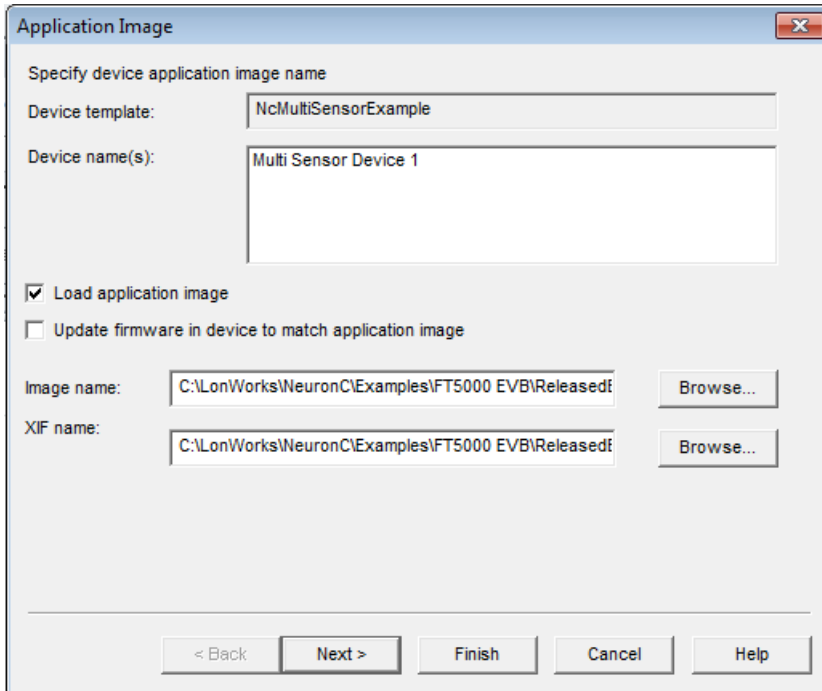 Application Image
Specify device application image name
Device template:
NcMultiSensorExample
Device name(s):
Multi Sensor Device 1
Load application image
Update firmware in device to match application image
Image name:
C:\LonWorks\NeuronC\Examples\FT5000 EVB\ReleasedE
Browse...
XIF name:
C:\LonWorks\NeuronC\Examples\FT5000 EVB\ReleasedE
Browse...
< Back
Next >
Finish
Cancel
Help